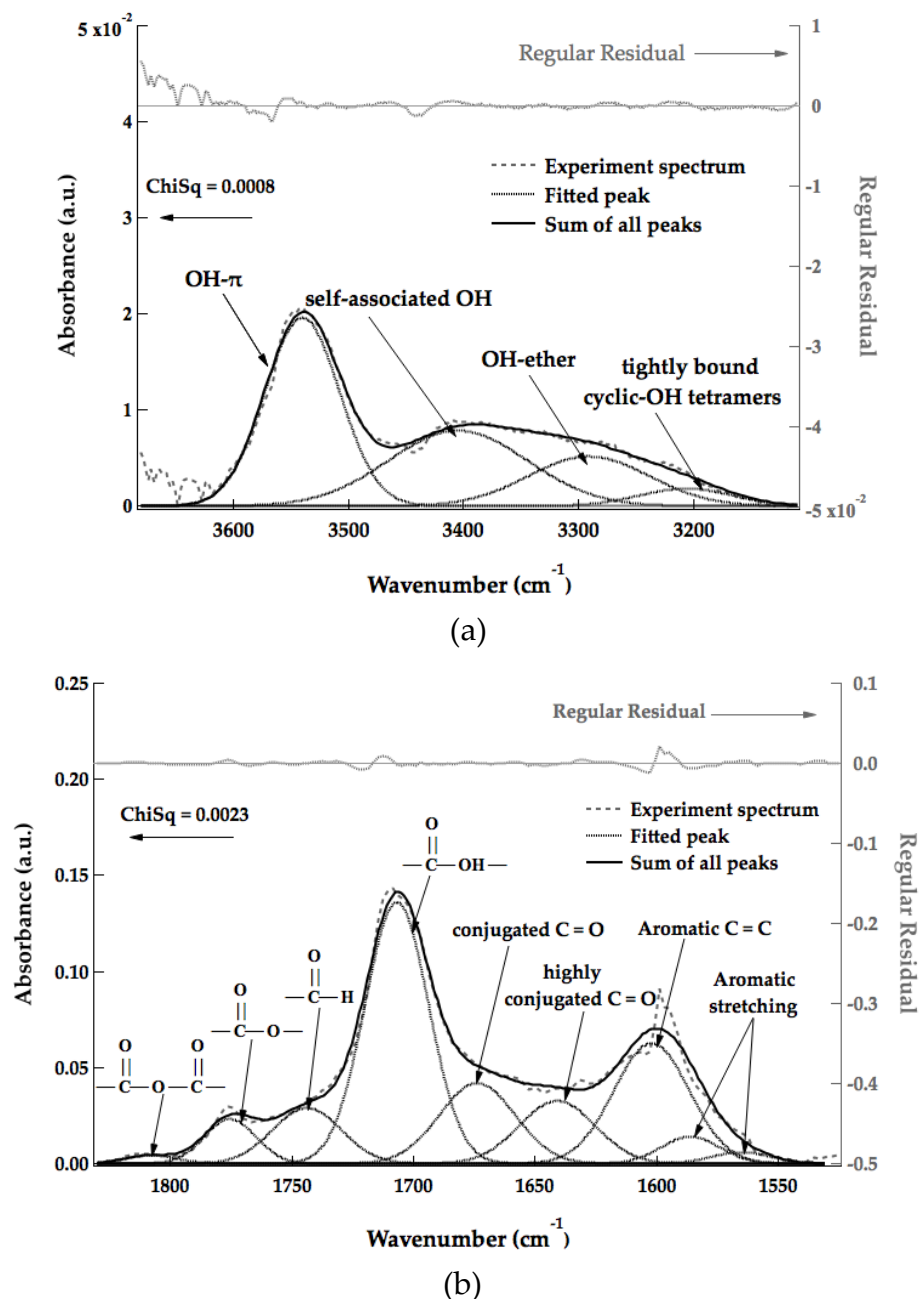 5 x10⁻²
1
Regular Residual
4
0
Experiment spectrum
Fitted peak
Sum of all peaks
ChiSq = 0.0008
-1
3
-2
OH-π
self-associated OH
2
-3
OH-ether
tightly bound
cyclic-OH tetramers
1
-4
0
-5 x10⁻²
Absorbance (a.u.)
Regular Residual
3600
3500
3400
3300
3200
Wavenumber (cm⁻¹)
(a)
0.25
0.1
Regular Residual
0.20
0.0
ChiSq = 0.0023
Experiment spectrum
Fitted peak
Sum of all peaks
-0.1
O
C OH
0.15
-0.2
conjugated C = O
Aromatic C = C
highly
conjugated C = O
Aromatic
stretching
0.10
-0.3
O
C H
O
C O
O O
C O C
0.05
-0.4
0.00
-0.5
Absorbance (a.u.)
Regular Residual
1800
1750
1700
1650
1600
1550
Wavenumber (cm⁻¹)
(b)